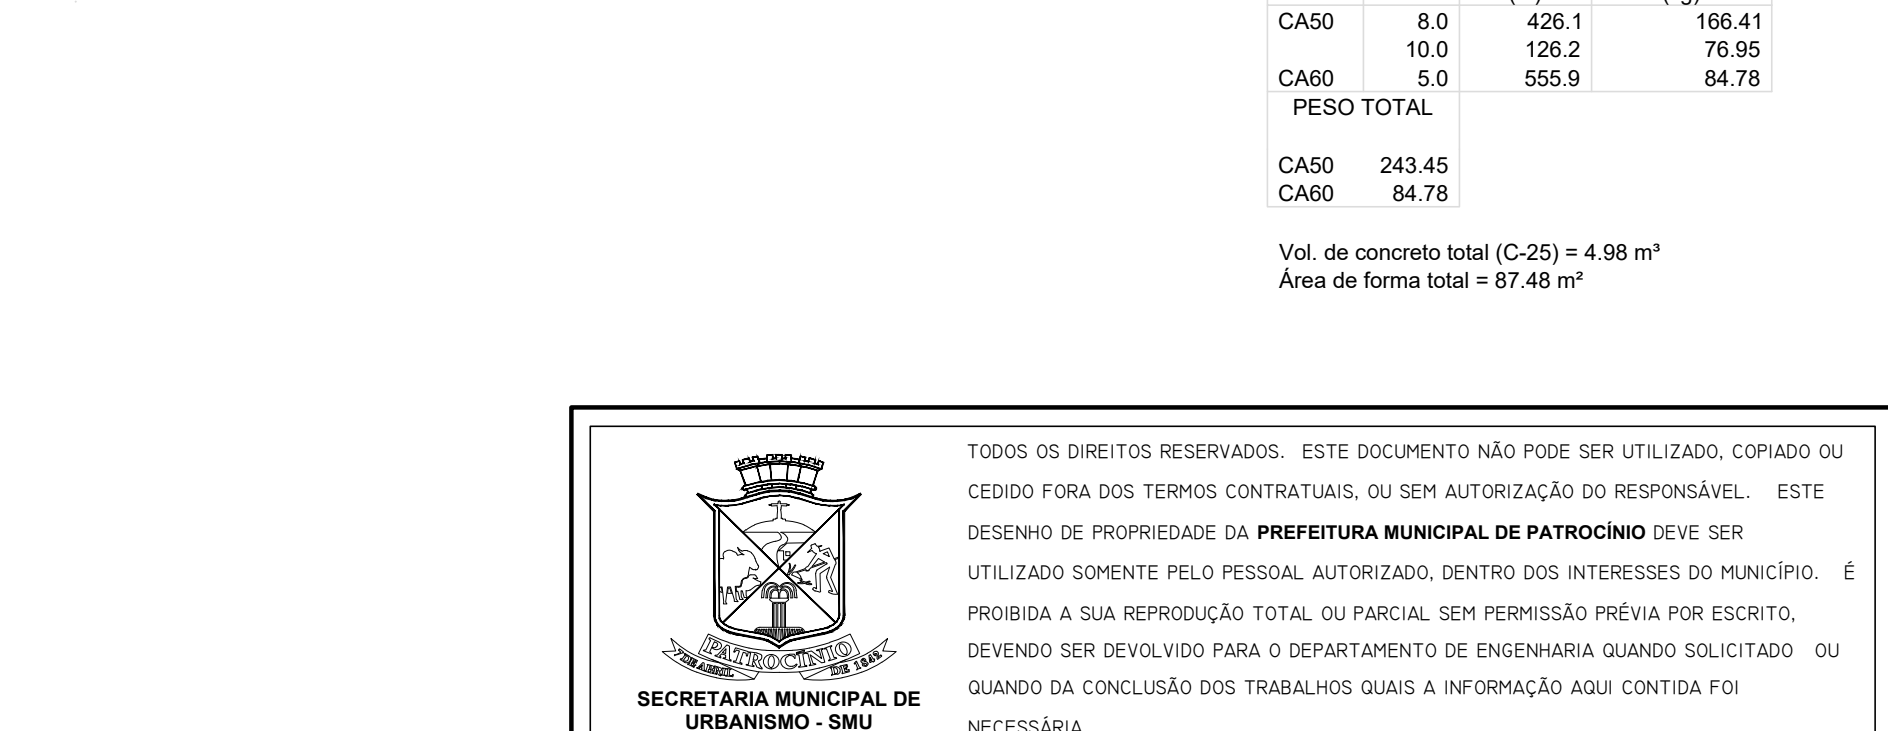 CA50 8.0 426.1 166.41
10.0 126.2 76.95
CA60 5.0 555.9 84.78
PESO TOTAL
CA50 243.45
CA60 84.78
Vol. de concreto total (C-25) = 4.98 m³
Área de forma total = 87.48 m²
TODOS OS DIREITOS RESERVADOS. ESTE DOCUMENTO NÃO PODE SER UTILIZADO, COPIADO OU
CEDIDO FORA DOS TERMOS CONTRATUAIS, OU SEM AUTORIZAÇÃO DO RESPONSÁVEL. ESTE
DESENHO DE PROPRIEDADE DA PREFEITURA MUNICIPAL DE PATROCÍNIO DEVE SER
UTILIZADO SOMENTE PELO PESSOAL AUTORIZADO, DENTRO DOS INTERESSES DO MUNICÍPIO. É
PROIBIDA A SUA REPRODUÇÃO TOTAL OU PARCIAL SEM PERMISSÃO PRÉVIA POR ESCRITO,
DEVENDO SER DEVOLVIDO PARA O DEPARTAMENTO DE ENGENHARIA QUANDO SOLICITADO OU
QUANDO DA CONCLUSÃO DOS TRABALHOS QUAIS A INFORMAÇÃO AQUI CONTIDA FOI
NECESSÁRIA
PATROCÍNIO
7 DE ABRIL DE 1842
SECRETARIA MUNICIPAL DE
URBANISMO - SMU